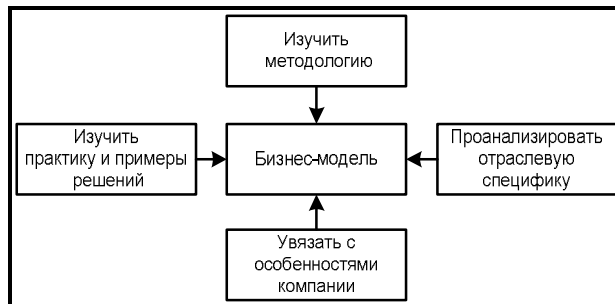 Изучить
методологию
Изучить
практику и примеры
решений
Бизнес-модель
Проанализировать
отраслевую
специфику
Увязать с
особенностями
компании